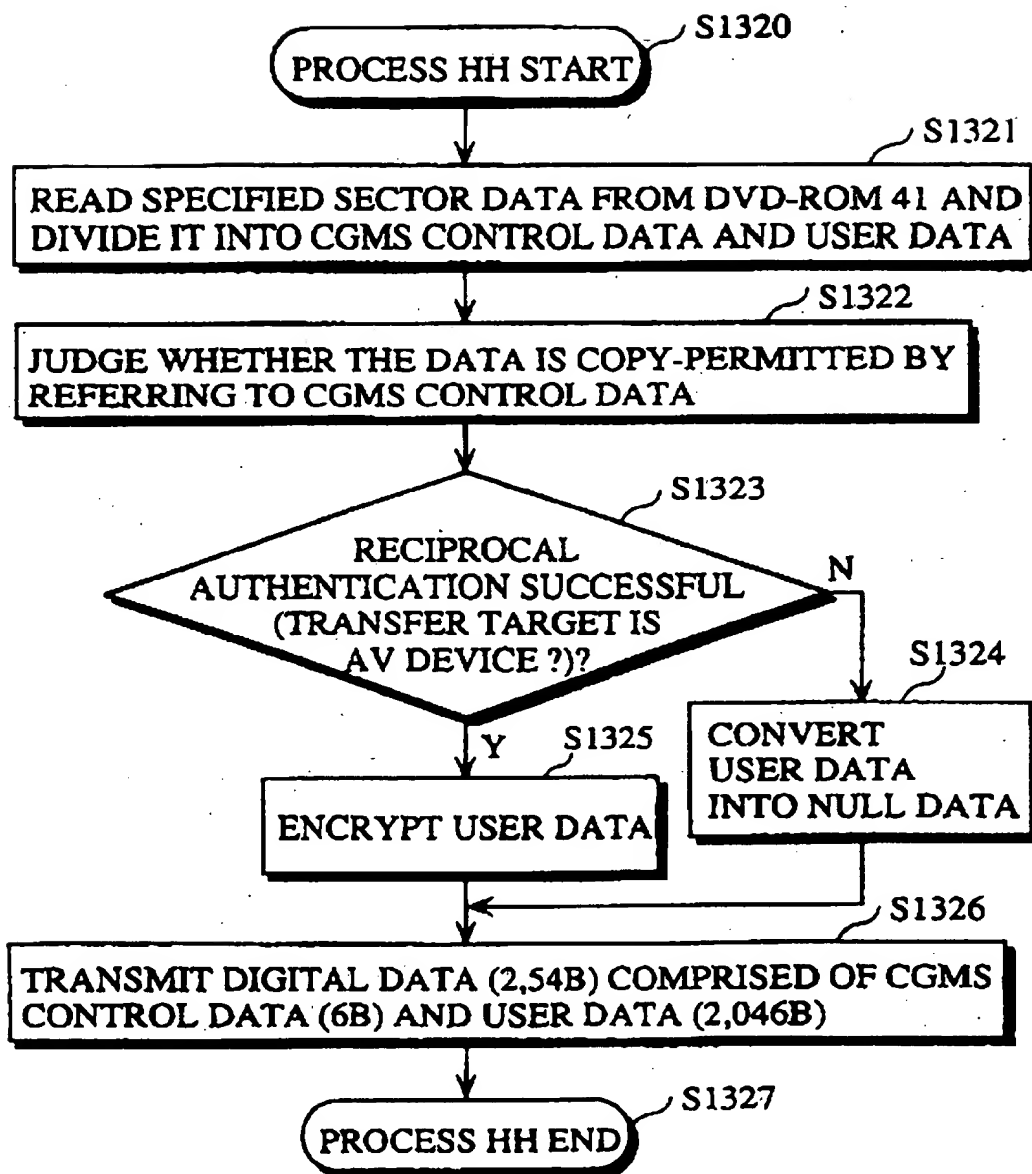 S1320
PROCESS HH START
S1321
READ SPECIFIED SECTOR DATA FROM DVD-ROM 41 AND
DIVIDE IT INTO CGMS CONTROL DATA AND USER DATA
S1322
JUDGE WHETHER THE DATA IS COPY-PERMITTED BY
REFERRING TO CGMS CONTROL DATA
S1323
RECIPROCAL
AUTHENTICATION SUCCESSFUL
(TRANSFER TARGET IS
AV DEVICE ?)?
N
S1324
CONVERT
USER DATA
INTO NULL DATA
Y
S1325
ENCRYPT USER DATA
S1326
TRANSMIT DIGITAL DATA (2,54B) COMPRISED OF CGMS
CONTROL DATA (6B) AND USER DATA (2,046B)
S1327
PROCESS HH END